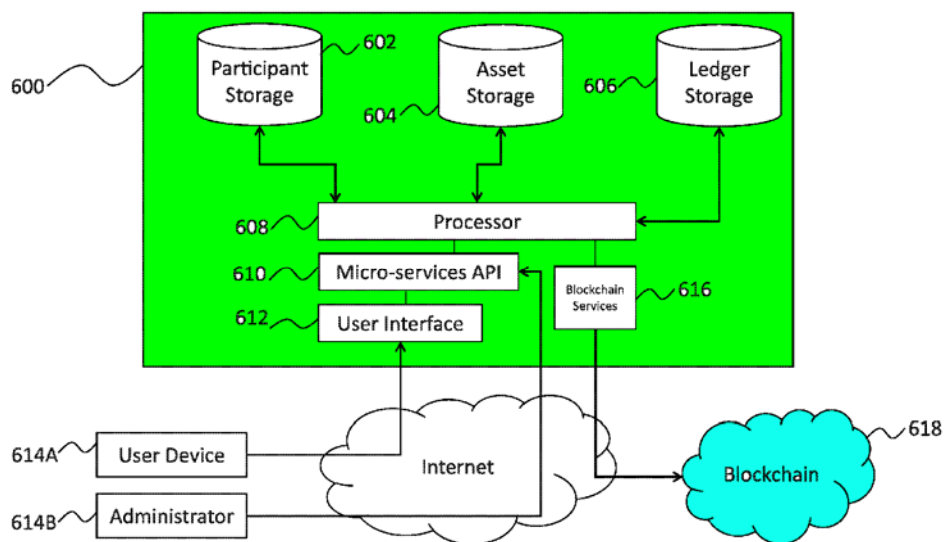 602
Participant
Storage
Asset
Storage
604
Ledger
Storage
606
600
608
Processor
610
Micro-services API
612
User Interface
Blockchain
Services
616
614A
User Device
614B
Administrator
Internet
Blockchain
618